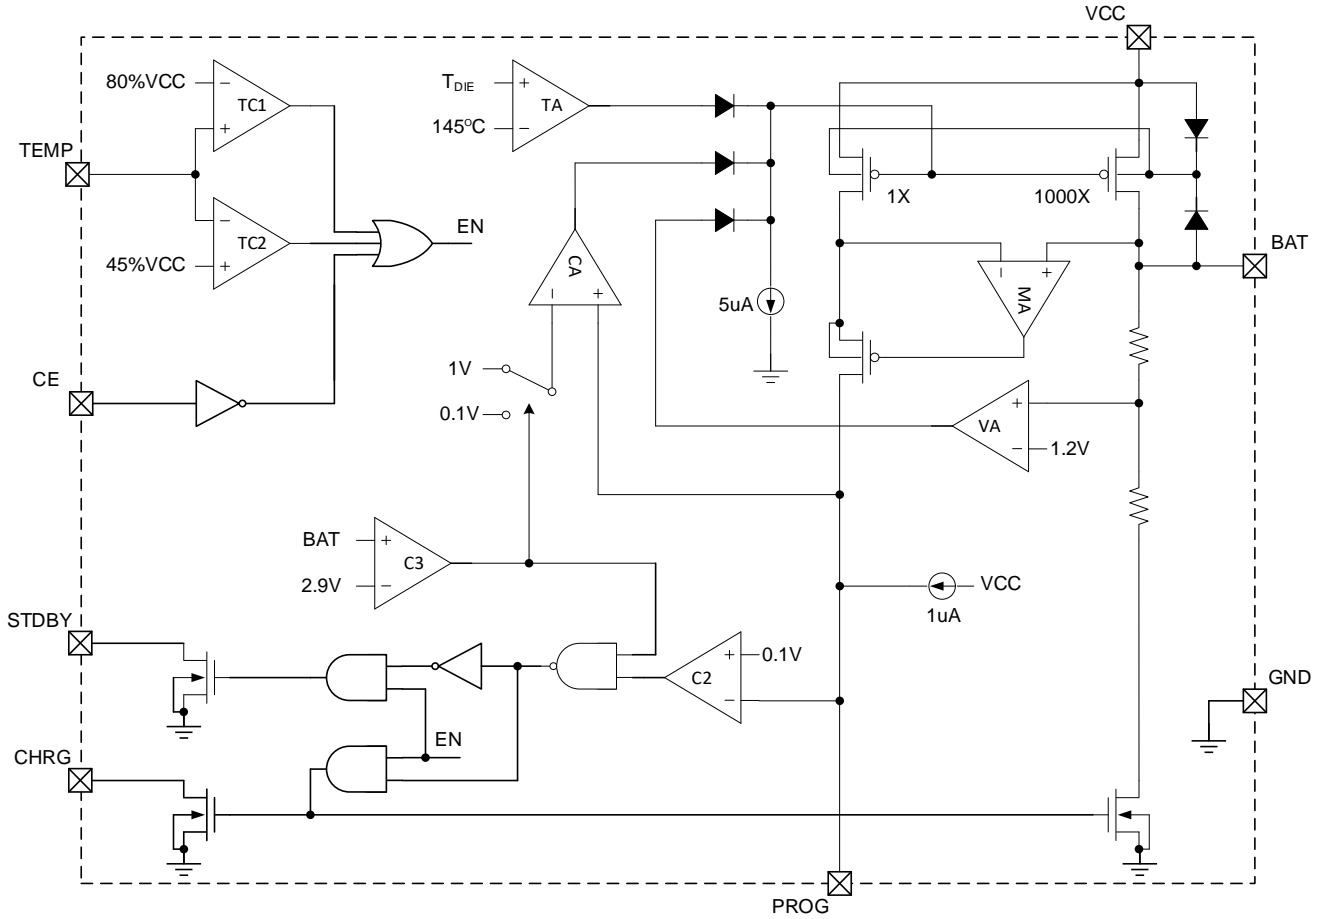 VCC
80%VCC
−
TC1
+
TDIE
+
TA
145°C
−
TEMP
1X
1000X
−
TC2
45%VCC
+
EN
BAT
CA
−
+
−
+
MA
5uA
CE
1V
0.1V
+
VA
−
1.2V
BAT
+
C3
2.9V
−
VCC
1uA
STDBY
+
0.1V
C2
−
GND
EN
CHRG
PROG